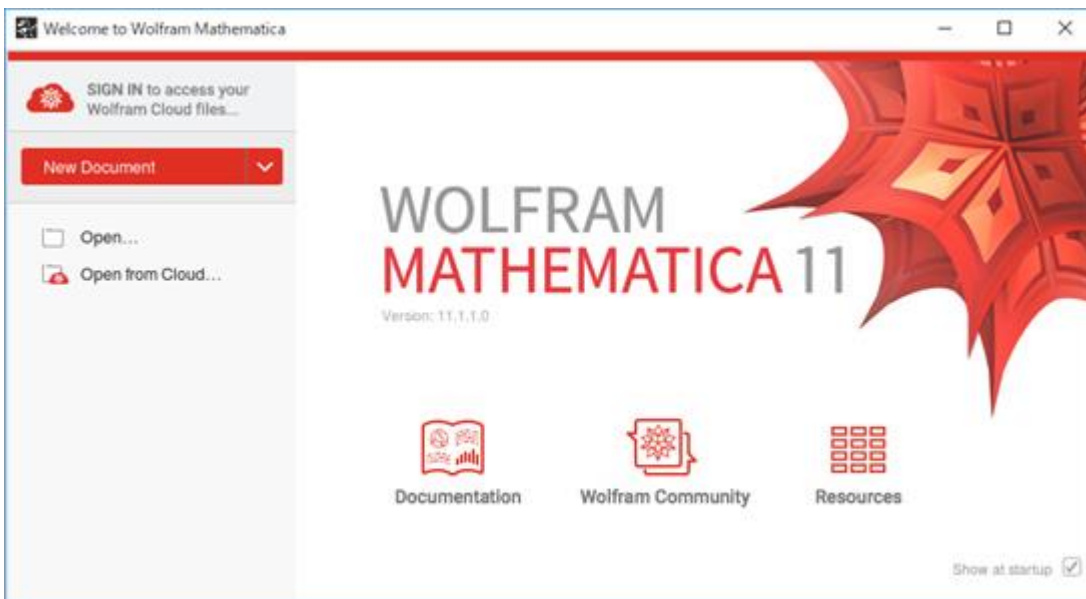 Welcome to Wolfram Mathematica
SIGN IN to access your
Wolfram Cloud files...
New Document
Open...
Open from Cloud...
WOLFRAM
MATHEMATICA 11
Version: 11.1.1.0
Documentation
Wolfram Community
Resources
Show at startup